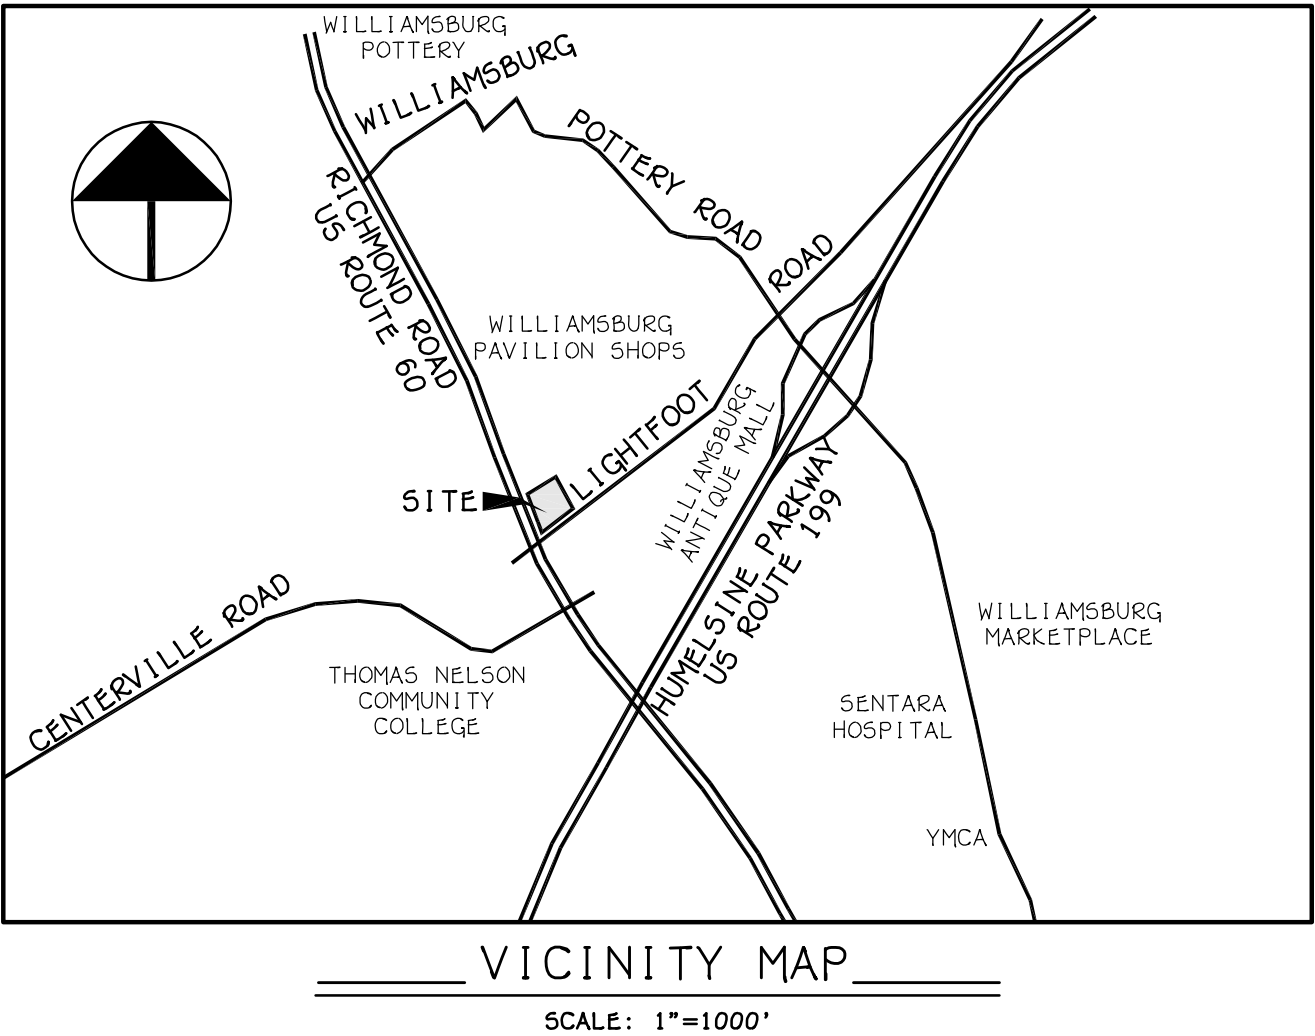 WILLIAMSBURG
POTTERY
WILLIAMSBURG
POTTERY ROAD
RICHMOND ROAD
US ROUTE 60
ROAD
WILLIAMSBURG
PAVILION SHOPS
LIGHTFOOT
WILLIAMSBURG
ANTIQUE MALL
SITE
HUMELSINE PARKWAY
US ROUTE 199
CENTERVILLE ROAD
WILLIAMSBURG
MARKETPLACE
THOMAS NELSON
COMMUNITY
COLLEGE
SENTARA
HOSPITAL
YMCA
VICINITY MAP
SCALE: 1"=1000'